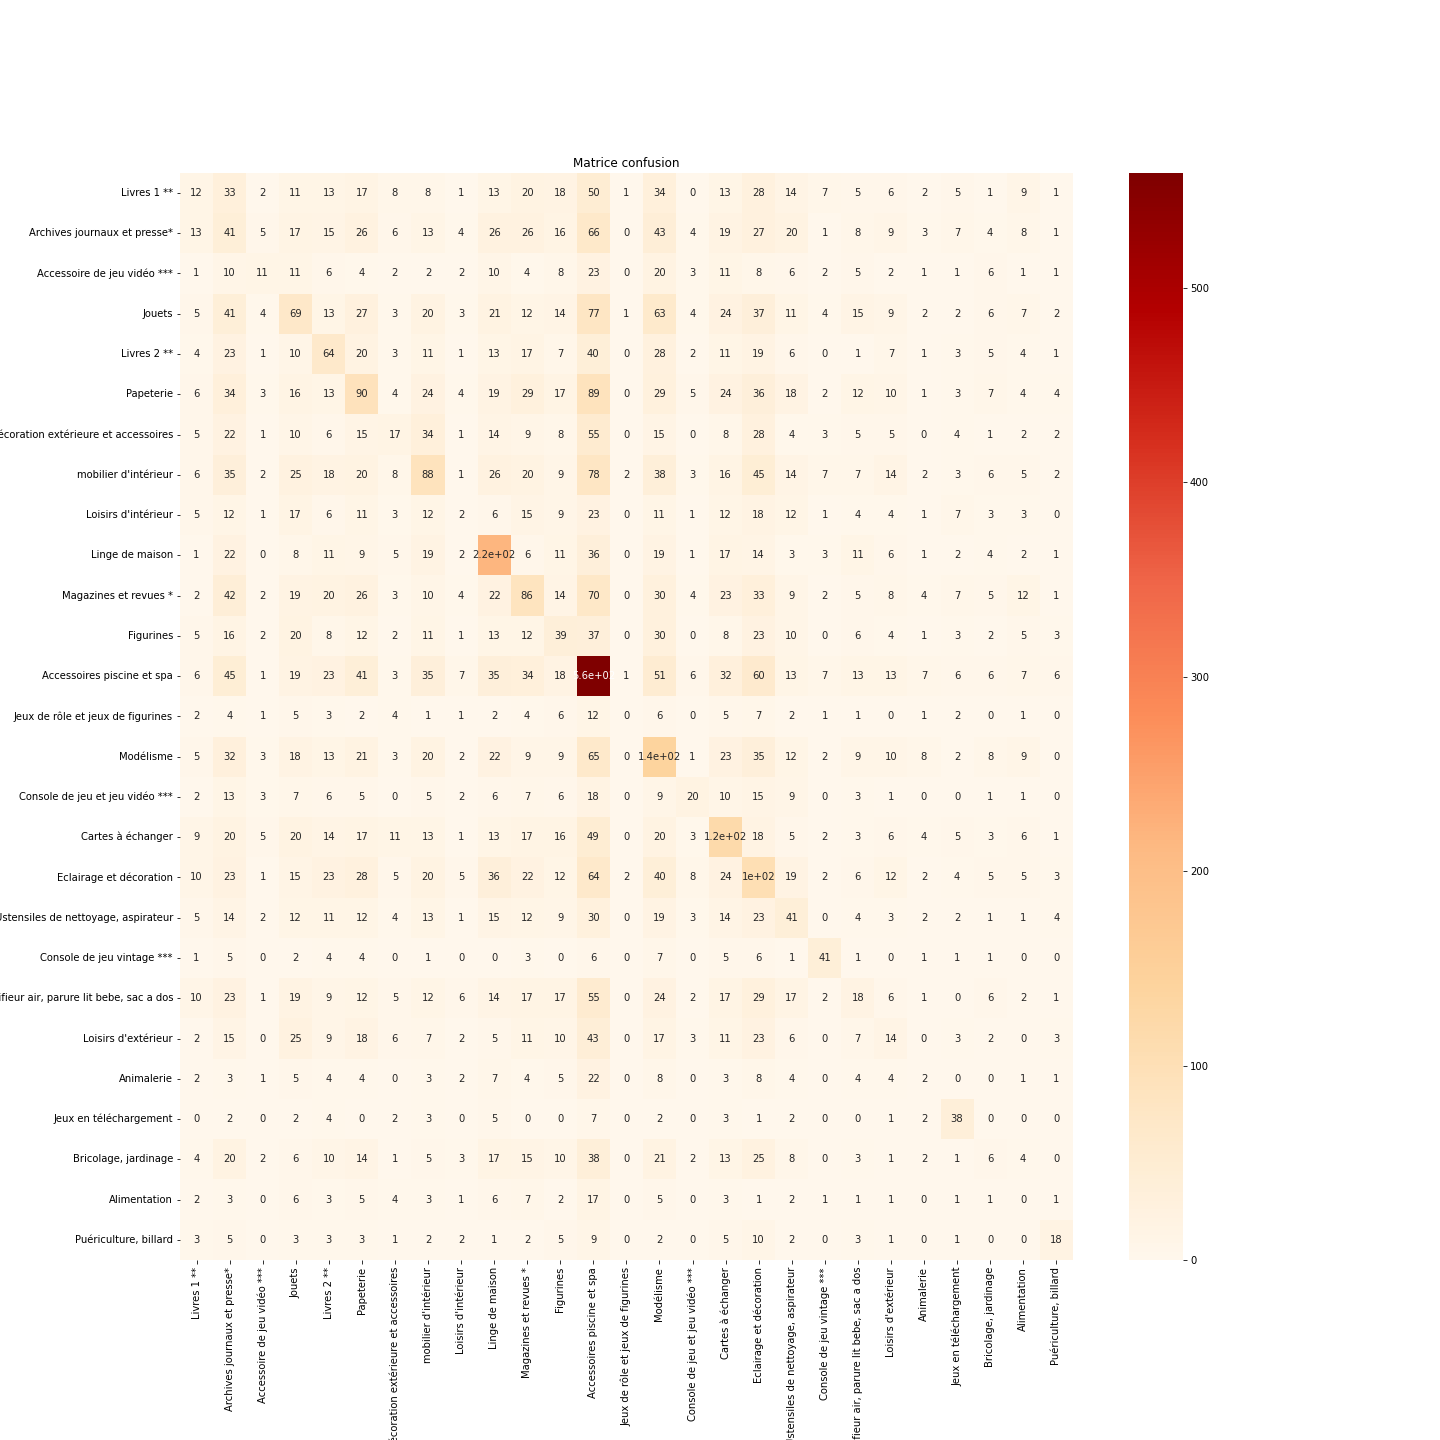 Matrice confusion
Livres 1 ** 12 33 2 11 13 17 8 8 1 13 20 18 50 1 34 0 13 28 14 7 5 6 2 5 1 9 1
Archives journaux et presse* 13 41 5 17 15 26 6 13 4 26 26 16 66 0 43 4 19 27 20 1 8 9 3 7 4 8 1
Accessoire de jeu vidéo *** 1 10 11 11 6 4 2 2 2 10 4 8 23 0 20 3 11 8 6 2 5 2 1 1 6 1 1
500
Jouets 5 41 4 69 13 27 3 20 3 21 12 14 77 1 63 4 24 37 11 4 15 9 2 2 6 7 2
Livres 2 ** 4 23 1 10 64 20 3 11 1 13 17 7 40 0 28 2 11 19 6 0 1 7 1 3 5 4 1
Papeterie 6 34 3 16 13 90 4 24 4 19 29 17 89 0 29 5 24 36 18 2 12 10 1 3 7 4 4
écoration extérieure et accessoires 5 22 1 10 6 15 17 34 1 14 9 8 55 0 15 0 8 28 4 3 5 5 0 4 1 2 2
mobilier d'intérieur 6 35 2 25 18 20 8 88 1 26 20 9 78 2 38 3 16 45 14 7 7 14 2 3 6 5 2
400
Loisirs d'intérieur 5 12 1 17 6 11 3 12 2 6 15 9 23 0 11 1 12 18 12 1 4 4 1 7 3 3 0
Linge de maison 1 22 0 8 11 9 5 19 2 2.2e+02 6 11 36 0 19 1 17 14 3 3 11 6 1 2 4 2 1
Magazines et revues * 2 42 2 19 20 26 3 10 4 22 86 14 70 0 30 4 23 33 9 2 5 8 4 7 5 12 1
Figurines 5 16 2 20 8 12 2 11 1 13 12 39 37 0 30 0 8 23 10 0 6 4 1 3 2 5 3
Accessoires piscine et spa 6 45 1 19 23 41 3 35 7 35 34 18 5.6e+02 1 51 6 32 60 13 7 13 13 7 6 6 7 6
300
Jeux de rôle et jeux de figurines 2 4 1 5 3 2 4 1 1 2 4 6 12 0 6 0 5 7 2 1 1 0 1 2 0 1 0
Modélisme 5 32 3 18 13 21 3 20 2 22 9 9 65 0 1.4e+02 1 23 35 12 2 9 10 8 2 8 9 0
Console de jeu et jeu vidéo *** 2 13 3 7 6 5 0 5 2 6 7 6 18 0 9 20 10 15 9 0 3 1 0 0 1 1 0
Cartes à échanger 9 20 5 20 14 17 11 13 1 13 17 16 49 0 20 3 1.2e+02 18 5 2 3 6 4 5 3 6 1
200
Eclairage et décoration 10 23 1 15 23 28 5 20 5 36 22 12 64 2 40 8 24 1e+02 19 2 6 12 2 4 5 5 3
Ustensiles de nettoyage, aspirateur 5 14 2 12 11 12 4 13 1 15 12 9 30 0 19 3 14 23 41 0 4 3 2 2 1 1 4
Console de jeu vintage *** 1 5 0 2 4 4 0 1 0 0 3 0 6 0 7 0 5 6 1 41 1 0 1 1 1 0 0
ifieur air, parure lit bebe, sac a dos 10 23 1 19 9 12 5 12 6 14 17 17 55 0 24 2 17 29 17 2 18 6 1 0 6 2 1
Loisirs d'extérieur 2 15 0 25 9 18 6 7 2 5 11 10 43 0 17 3 11 23 6 0 7 14 0 3 2 0 3
100
Animalerie 2 3 1 5 4 4 0 3 2 7 4 5 22 0 8 0 3 8 4 0 4 4 2 0 0 1 1
Jeux en téléchargement 0 2 0 2 4 0 2 3 0 5 0 0 7 0 2 0 3 1 2 0 0 1 2 38 0 0 0
Bricolage, jardinage 4 20 2 6 10 14 1 5 3 17 15 10 38 0 21 2 13 25 8 0 3 1 2 1 6 4 0
Alimentation 2 3 0 6 3 5 4 3 1 6 7 2 17 0 5 0 3 1 2 1 1 1 0 1 1 0 1
Puériculture, billard 3 5 0 3 3 3 1 2 2 1 2 5 9 0 2 0 5 10 2 0 3 1 0 1 0 0 18
0
Livres 1 **
Archives journaux et presse*
Accessoire de jeu vidéo ***
Jouets
Livres 2 **
Papeterie
écoration extérieure et accessoires
mobilier d'intérieur
Loisirs d'intérieur
Linge de maison
Magazines et revues *
Figurines
Accessoires piscine et spa
Jeux de rôle et jeux de figurines
Modélisme
Console de jeu et jeu vidéo ***
Cartes à échanger
Eclairage et décoration
Ustensiles de nettoyage, aspirateur
Console de jeu vintage ***
fieur air, parure lit bebe, sac a dos
Loisirs d'extérieur
Animalerie
Jeux en téléchargement
Bricolage, jardinage
Alimentation
Puériculture, billard